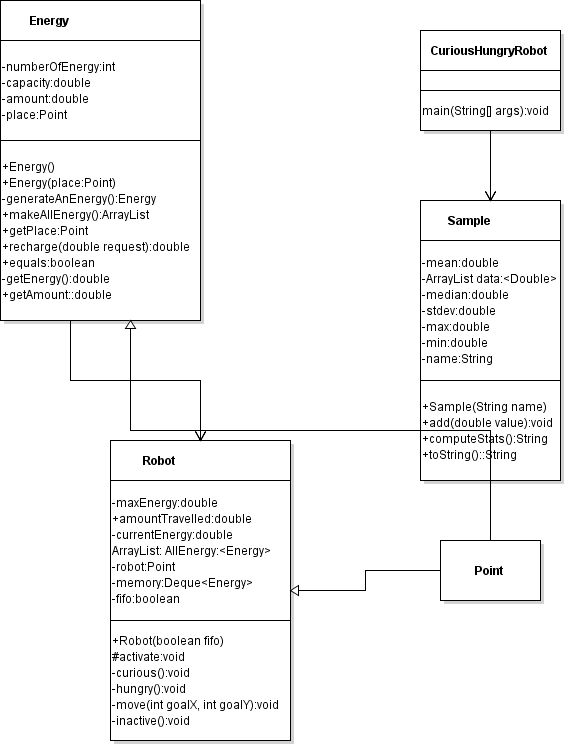 Energy
-numberOfEnergy:int
-capacity:double
-amount:double
-place:Point
+Energy()
+Energy(place:Point)
-generateAnEnergy():Energy
+makeAllEnergy():ArrayList
+getPlace:Point
+recharge(double request):double
+equals:boolean
-getEnergy():double
+getAmount::double
CuriousHungryRobot
main(String[] args):void
Sample
-mean:double
-ArrayList data:<Double>
-median:double
-stdev:double
-max:double
-min:double
-name:String
+Sample(String name)
+add(double value):void
+computeStats():String
+toString()::String
Robot
-maxEnergy:double
+amountTravelled:double
-currentEnergy:double
ArrayList: AllEnergy:<Energy>
-robot:Point
-memory:Deque<Energy>
-fifo:boolean
+Robot(boolean fifo)
#activate:void
-curious():void
-hungry():void
-move(int goalX, int goalY):void
-inactive():void
Point